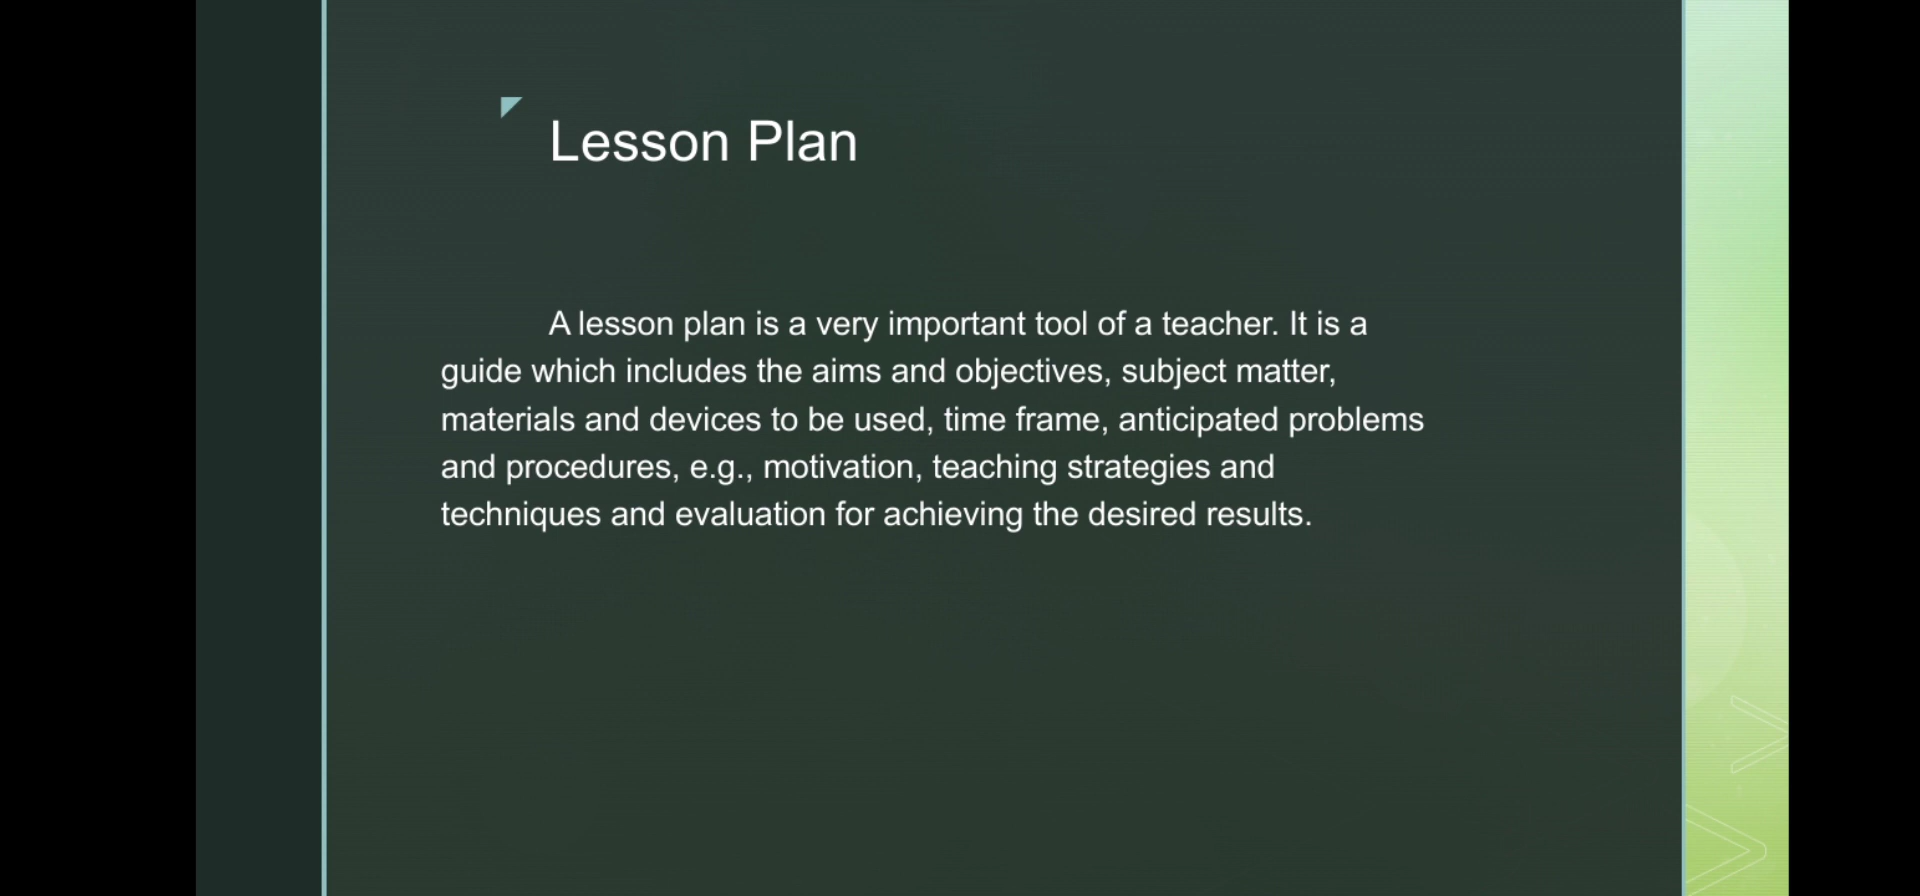 Lesson Plan
A lesson plan is a very important tool of a teacher. It is a
guide which includes the aims and objectives, subject matter,
materials and devices to be used, time frame, anticipated problems
and procedures, e.g., motivation, teaching strategies and
techniques and evaluation for achieving the desired results.